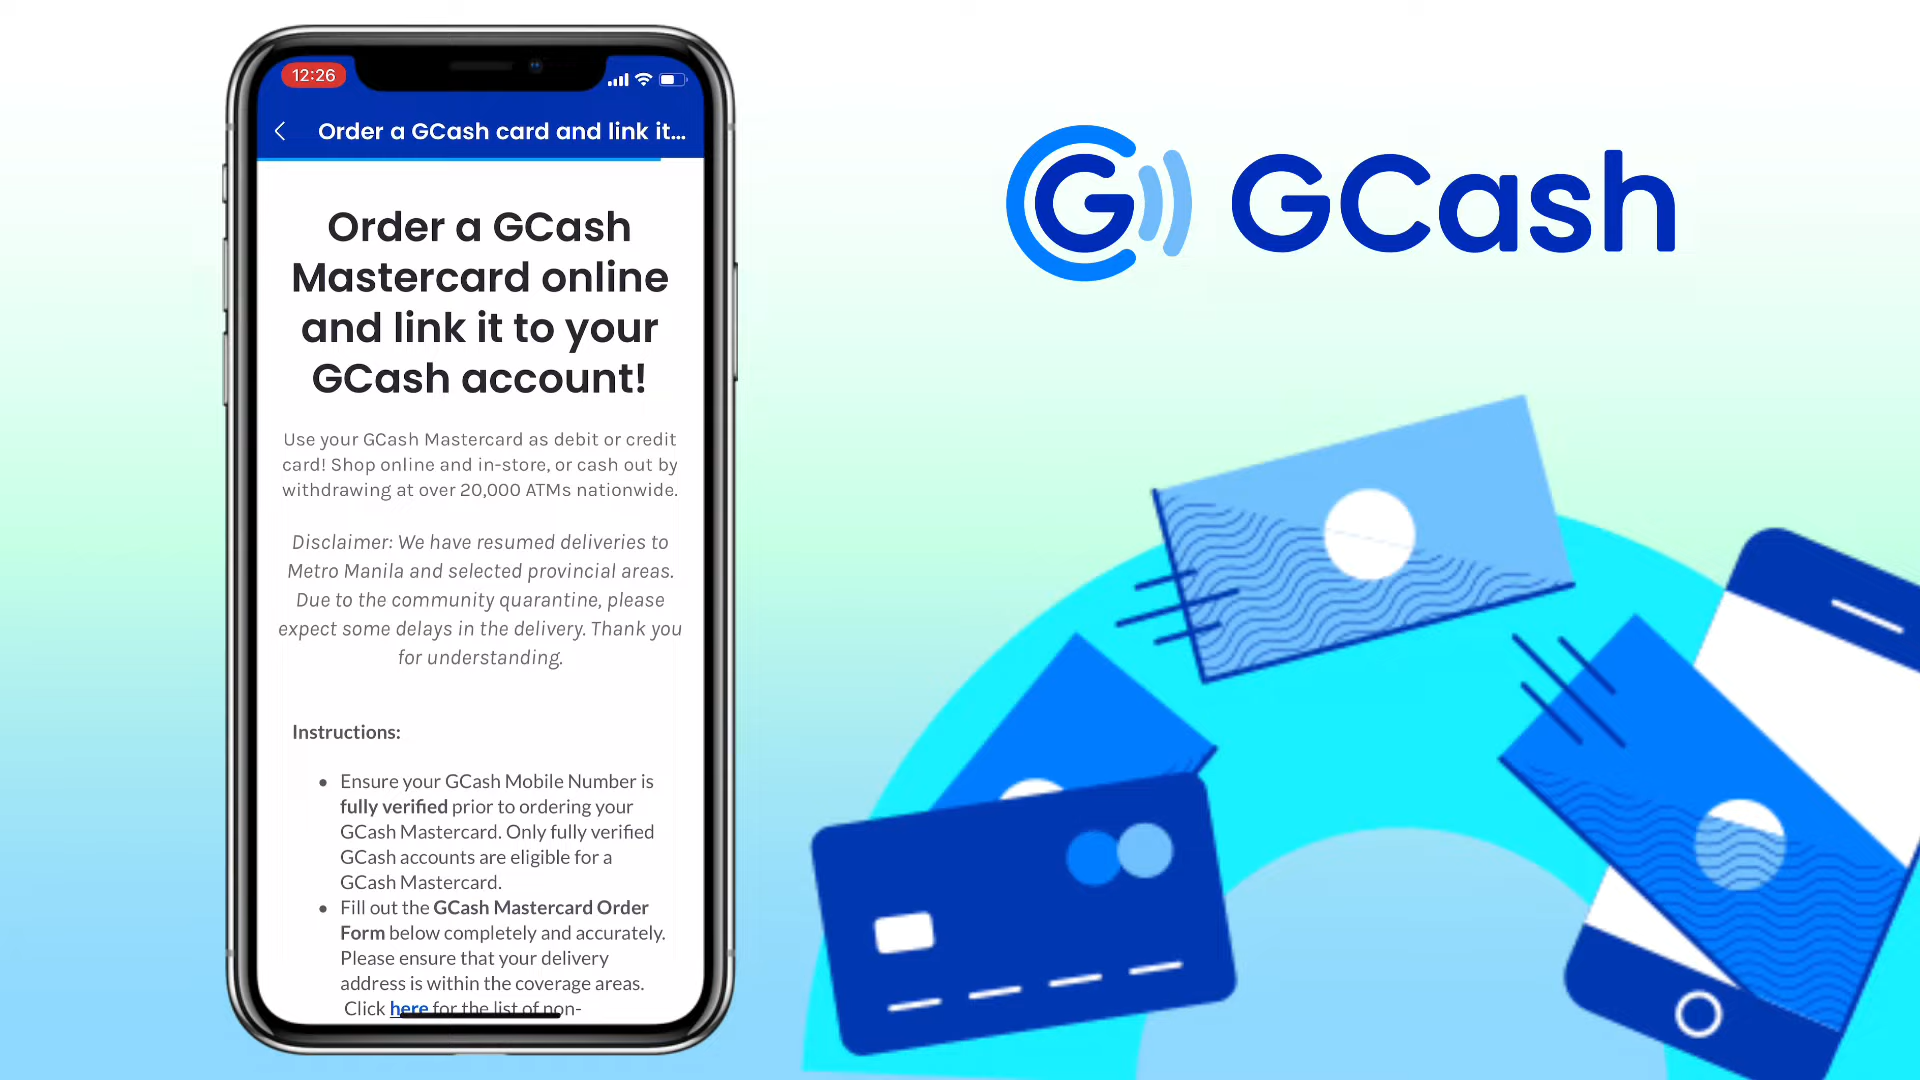 12:26
Order a GCash card and link it...
Order a GCash
Mastercard online
and link it to your
GCash account!
Use your GCash Mastercard as debit or credit
card! Shop online and in-store, or cash out by
withdrawing at over 20,000 ATMs nationwide.
Disclaimer: We have resumed deliveries to
Metro Manila and selected provincial areas.
Due to the community quarantine, please
expect some delays in the delivery. Thank you
for understanding.
Instructions:
• Ensure your GCash Mobile Number is
fully verified prior to ordering your
GCash Mastercard. Only fully verified
GCash accounts are eligible for a
GCash Mastercard.
• Fill out the GCash Mastercard Order
Form below completely and accurately.
Please ensure that your delivery
address is within the coverage areas.
Click here for the list of non-
G GCash